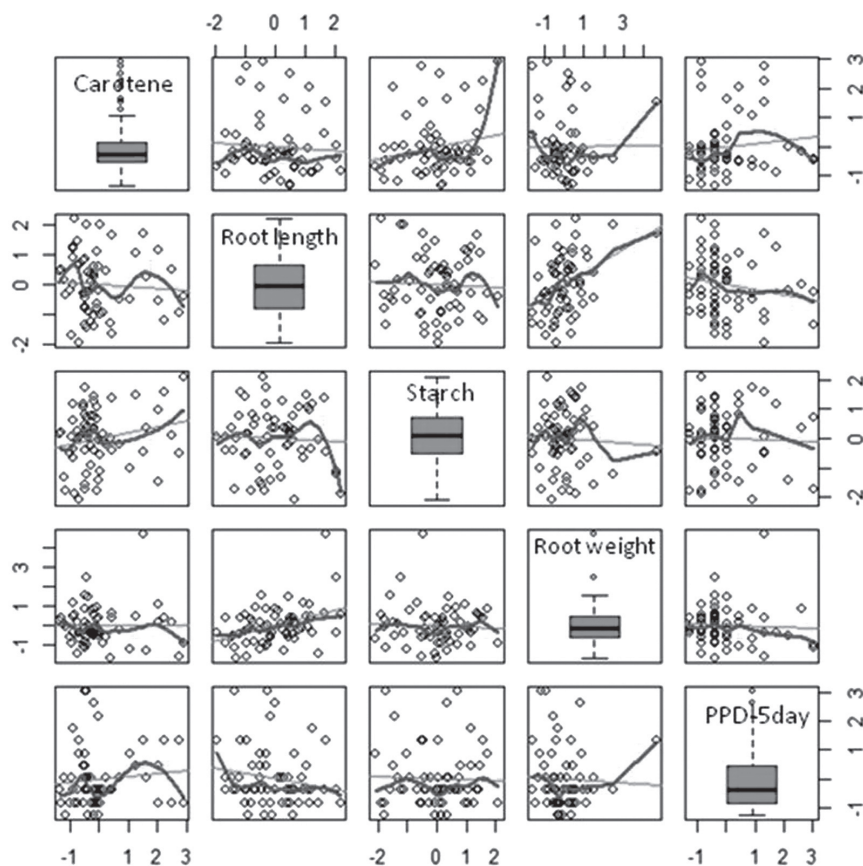 -2 0 1 2 -1 1 3
Carotene
-1 1 2 3
Root length
-2 0 1 2
Starch
-2 0 1 2
Root weight
-1 1 3
PPD-5day
-1 1 2 3
-1 1 2 3 -2 0 1 2 -1 1 2 3